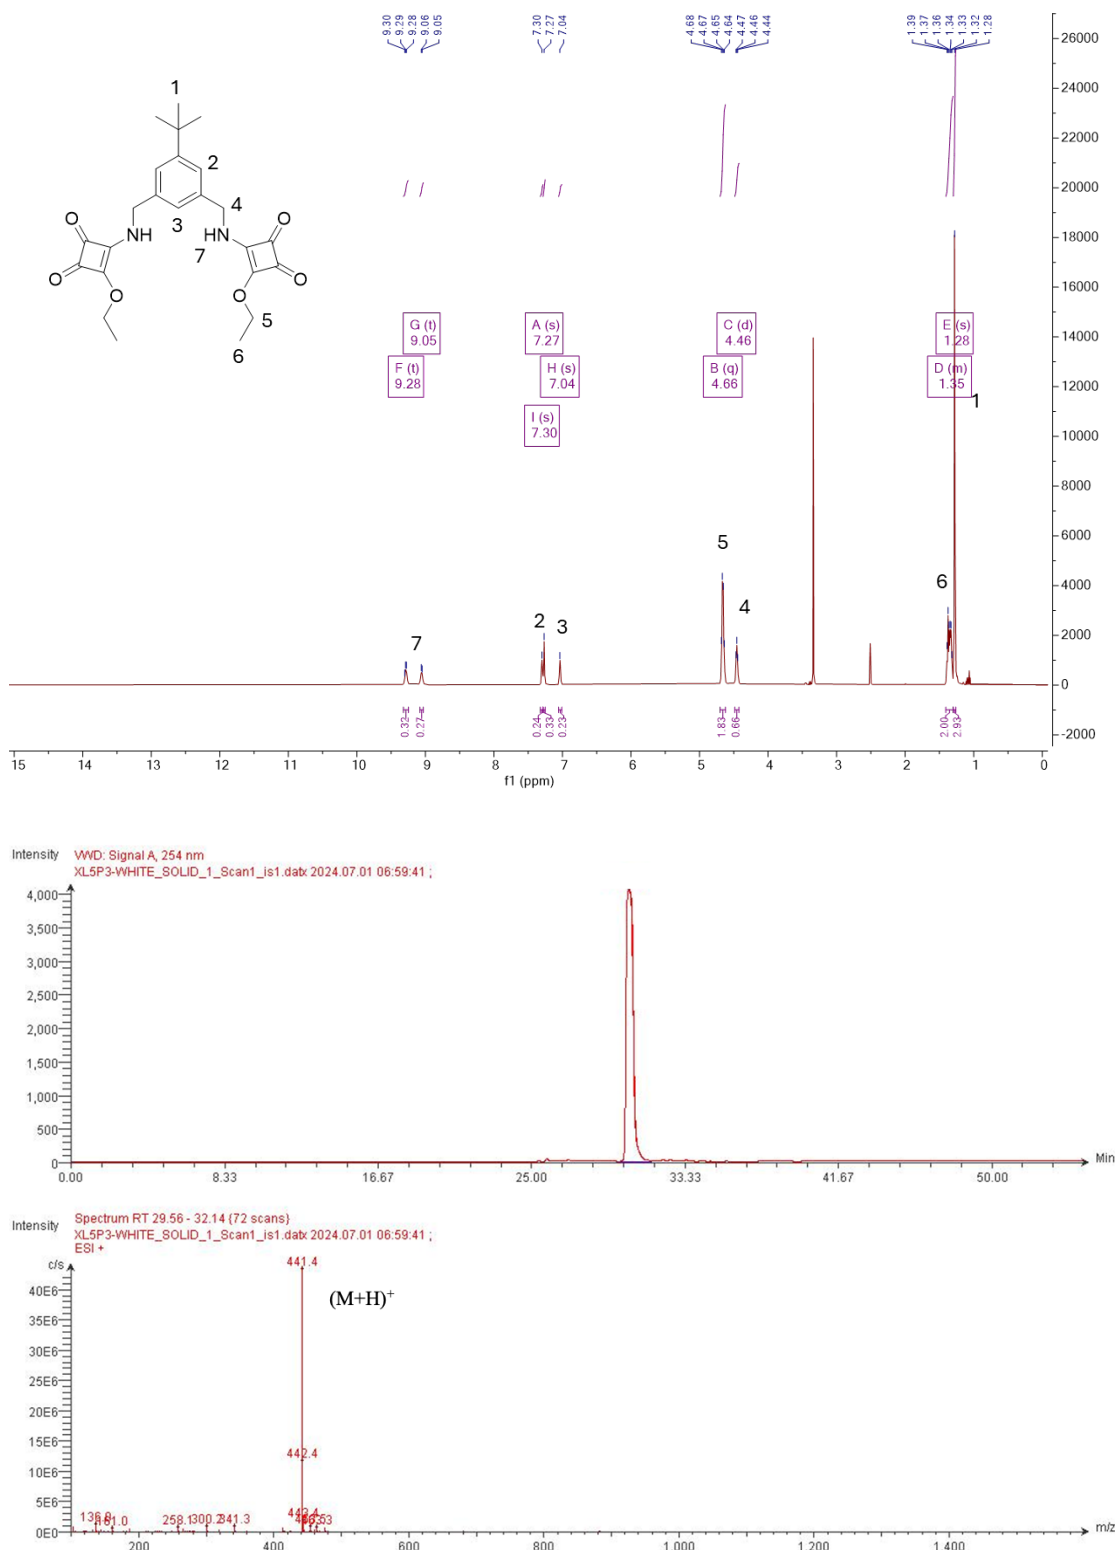 9.30 9.29 9.28 9.06 9.05 7.30 7.27 7.04 4.68 4.67 4.65 4.64 4.47 4.46 4.44 1.39 1.37 1.36 1.34 1.33 1.32 1.28
26000
24000
22000
20000
18000
16000
14000
12000
10000
8000
6000
4000
2000
0
-2000
1
2
4
3
O
NH
HN
O
7
O
O
O
O
5
6
G (t)
9.05
A (s)
7.27
C (d)
4.46
E (s)
1.28
F (t)
9.28
H (s)
7.04
B (q)
4.66
D (m)
1.35
I (s)
7.30
1
5
6
4
2
3
7
0.32 0.27 0.24 0.33 0.23 1.83 0.66 2.00 2.93
15 14 13 12 11 10 9 8 7 6 5 4 3 2 1 0
f1 (ppm)
Intensity
VWD: Signal A, 254 nm
XL5P3-WHITE_SOLID_1_Scan1_is1.datx 2024.07.01 06:59:41 ;
4,000
3,500
3,000
2,500
2,000
1,500
1,000
500
0
0.00 8.33 16.67 25.00 33.33 41.67 50.00
Min
Intensity
Spectrum RT 29.56 - 32.14 {72 scans}
XL5P3-WHITE_SOLID_1_Scan1_is1.datx 2024.07.01 06:59:41 ;
ESI +
c/s
441.4
(M+H)+
40E6
35E6
30E6
25E6
20E6
15E6
10E6
5E6
0E0
442.4
443.4
136.0
161.0
258.1
300.2
341.3
200 400 600 800 1,000 1,200 1,400
m/z